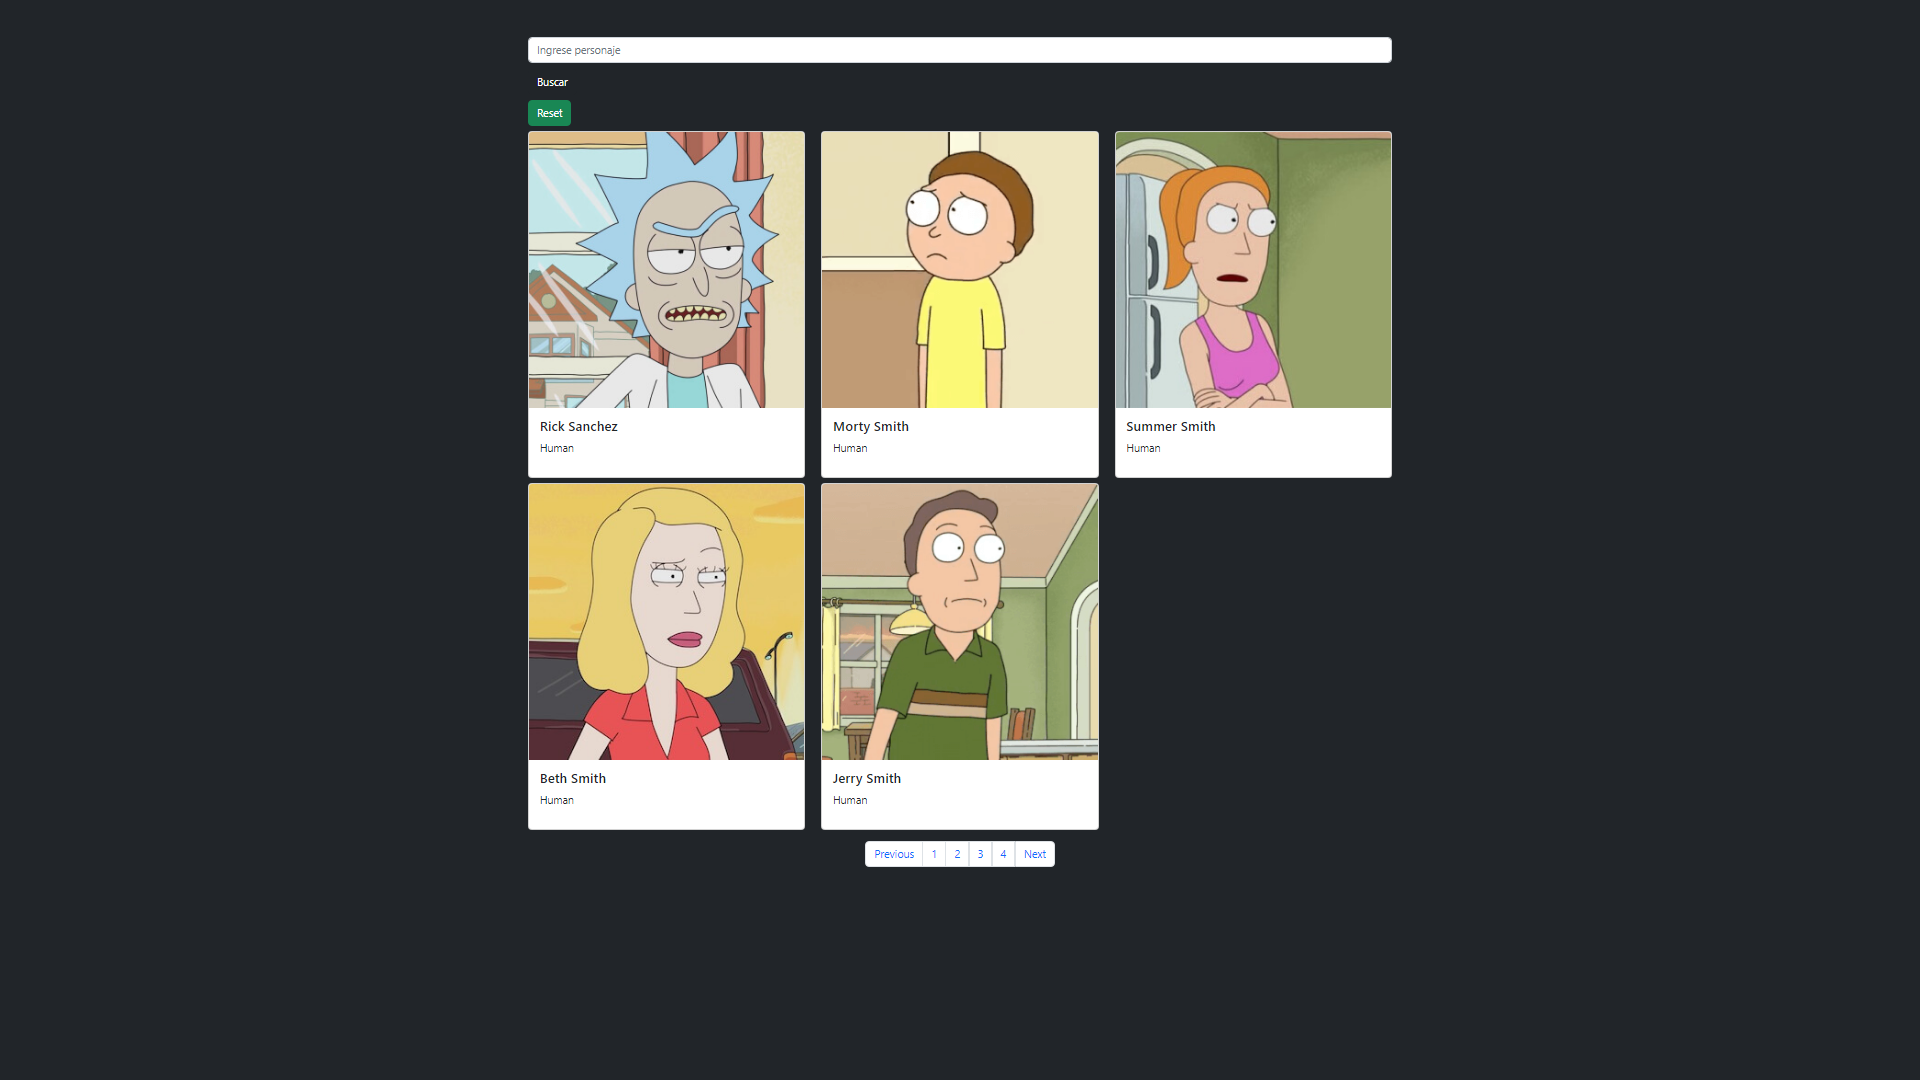 Ingrese personaje
Buscar
Reset
Rick Sanchez
Human
Morty Smith
Human
Summer Smith
Human
Beth Smith
Human
Jerry Smith
Human
Previous 1 2 3 4 Next